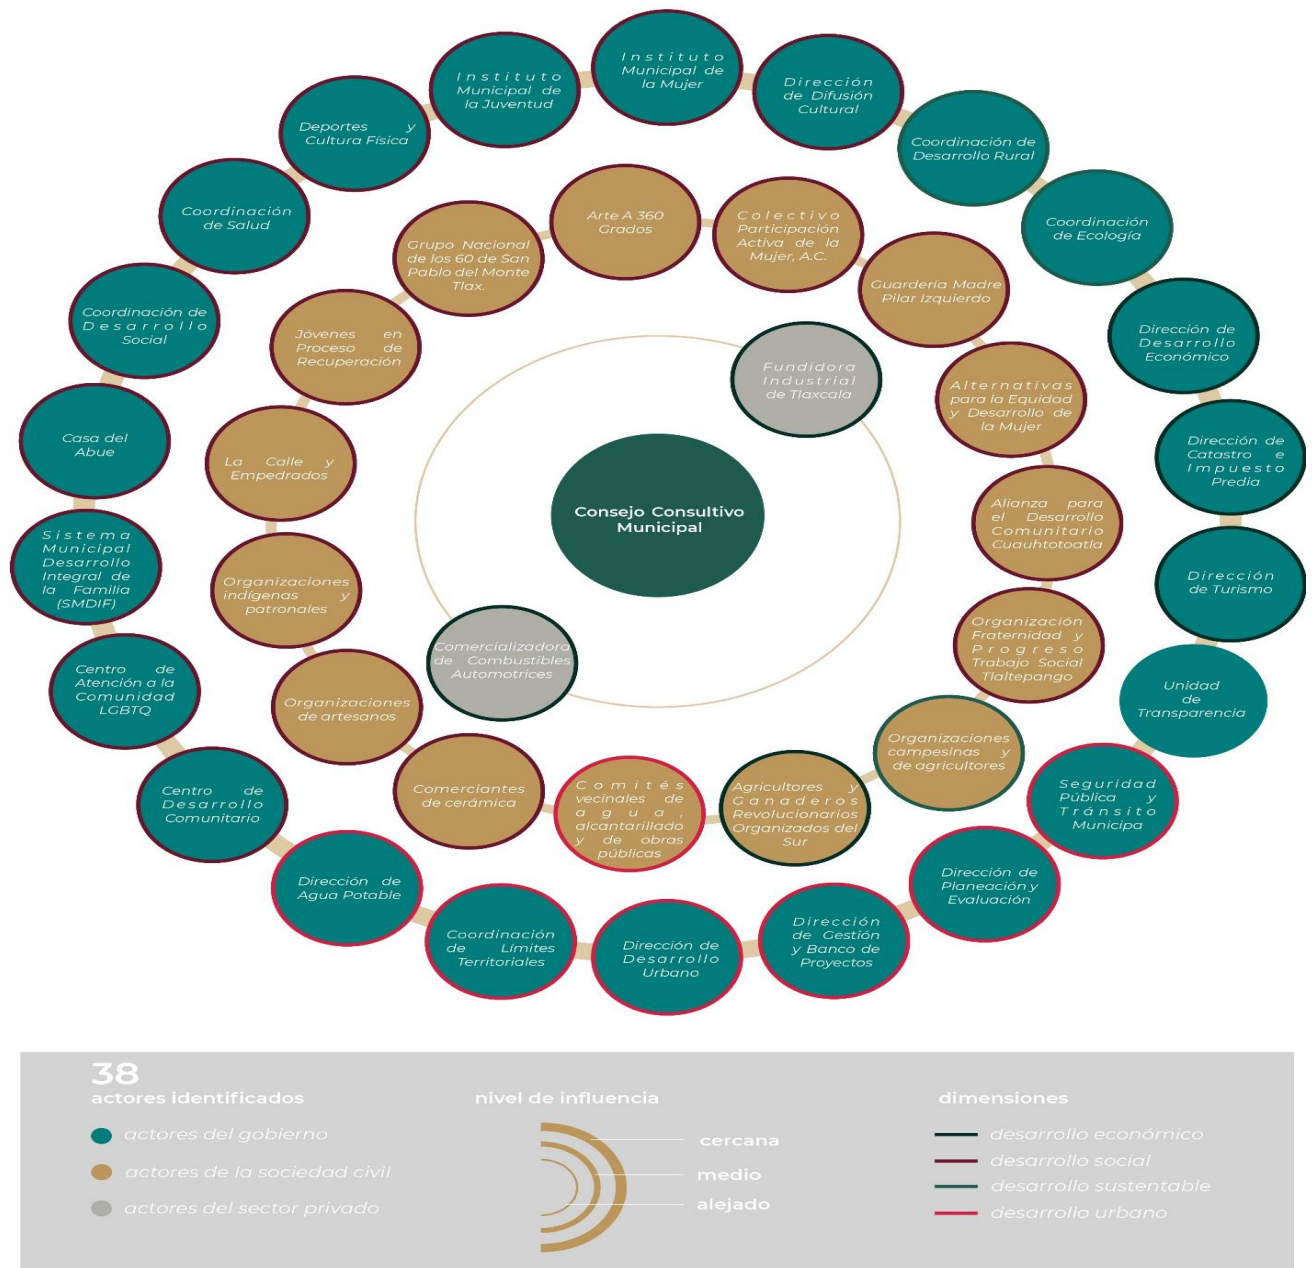 Instituto
Municipal de
la Mujer
Instituto
Municipal de
la Juventud
Dirección
de Difusión
Cultural
Deportes y
Cultura Física
Coordinación de
Desarrollo Rural
Coordinación
de Salud
Coordinación
de Ecología
Coordinación de
Desarrollo
Social
Dirección de
Desarrollo
Económico
Casa del
Abue
Dirección de
Catastro e
Impuesto
Predia
Sistema
Municipal
Desarrollo
Integral de
la Familia
(SMDIF)
Dirección
de Turismo
Centro de
Atención a la
Comunidad
LGBTQ
Unidad
de
Transparencia
Centro de
Desarrollo
Comunitario
Seguridad
Pública y
Tránsito
Municipa
Dirección de
Agua Potable
Dirección de
Planeación y
Evaluación
Coordinación
de Límites
Territoriales
Dirección de
Desarrollo
Urbano
Dirección
de Gestión
y Banco de
Proyectos
Arte A 360
Grados
Colectivo
Participación
Activa de la
Mujer, A.C.
Grupo Nacional
de los 60 de San
Pablo del Monte
Tlax.
Guardería Madre
Pilar Izquierdo
Jóvenes en
Proceso de
Recuperación
Alternativas
para la Equidad
y Desarrollo de
la Mujer
La Calle y
Empedrados
Alianza para
el Desarrollo
Comunitario
Cuauhtotoatla
Organizaciones
indígenas y
patronales
Organización
Fraternidad y
Progreso
Trabajo Social
Tlaltepango
Organizaciones
de artesanos
Organizaciones
campesinas y
de agricultores
Comerciantes
de cerámica
Comités
vecinales de
agua,
alcantarillado
y de obras
públicas
Agricultores y
Ganaderos
Revolucionarios
Organizados del
Sur
Fundidora
Industrial
de Tlaxcala
Consejo Consultivo
Municipal
Comercializadora
de Combustibles
Automotrices
38
actores identificados
actores del gobierno
actores de la sociedad civil
actores del sector privado
nivel de influencia
cercana
medio
alejado
dimensiones
desarrollo económico
desarrollo social
desarrollo sustentable
desarrollo urbano